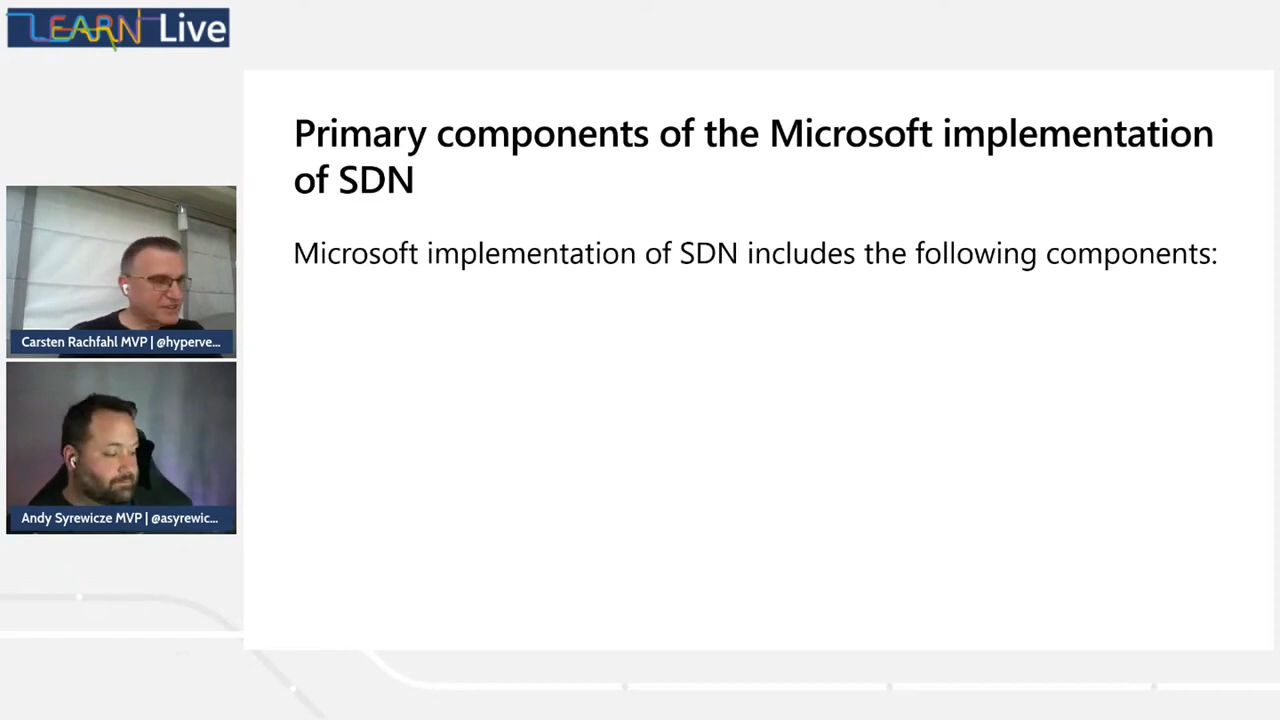 LEARN Live
Primary components of the Microsoft implementation
of SDN
Microsoft implementation of SDN includes the following components:
Carsten Rachfahl MVP | @hyperve...
Andy Syrewicze MVP | @asyrewic...